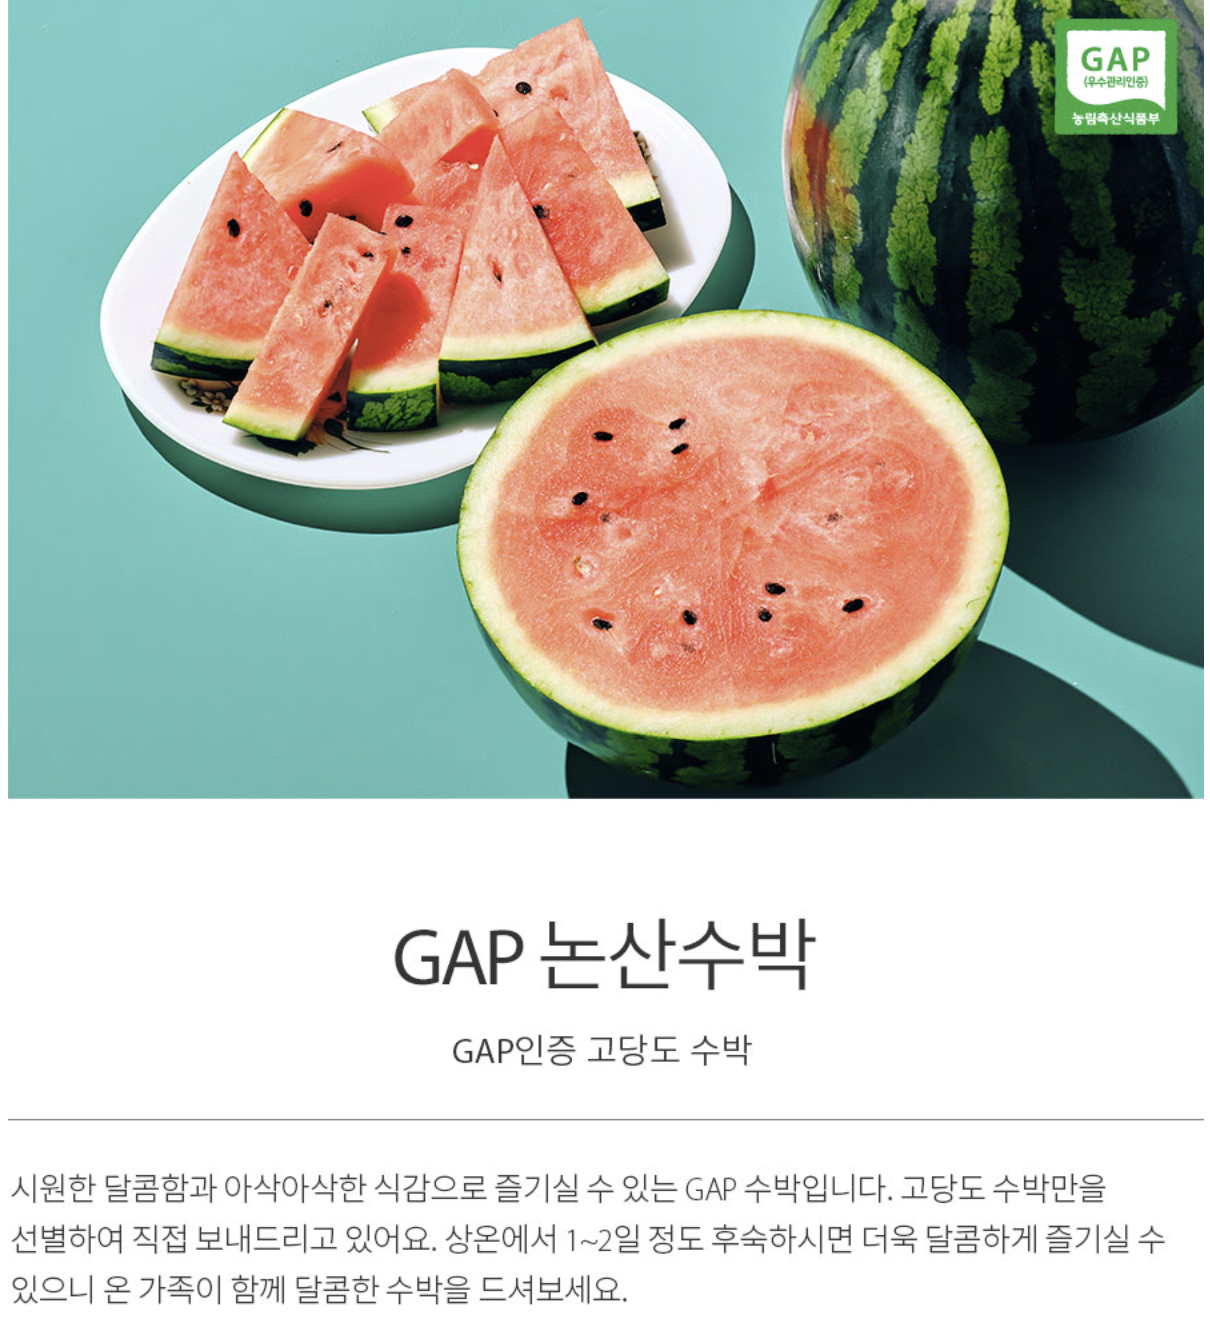 GAP
(우수관리인증)
농림축산식품부
GAP 논산수박
GAP인증 고당도 수박
시원한 달콤함과 아삭아삭한 식감으로 즐기실 수 있는 GAP 수박입니다. 고당도 수박만을
선별하여 직접 보내드리고 있어요. 상온에서 1~2일 정도 후숙하시면 더욱 달콤하게 즐기실 수
있으니 온 가족이 함께 달콤한 수박을 드셔보세요.